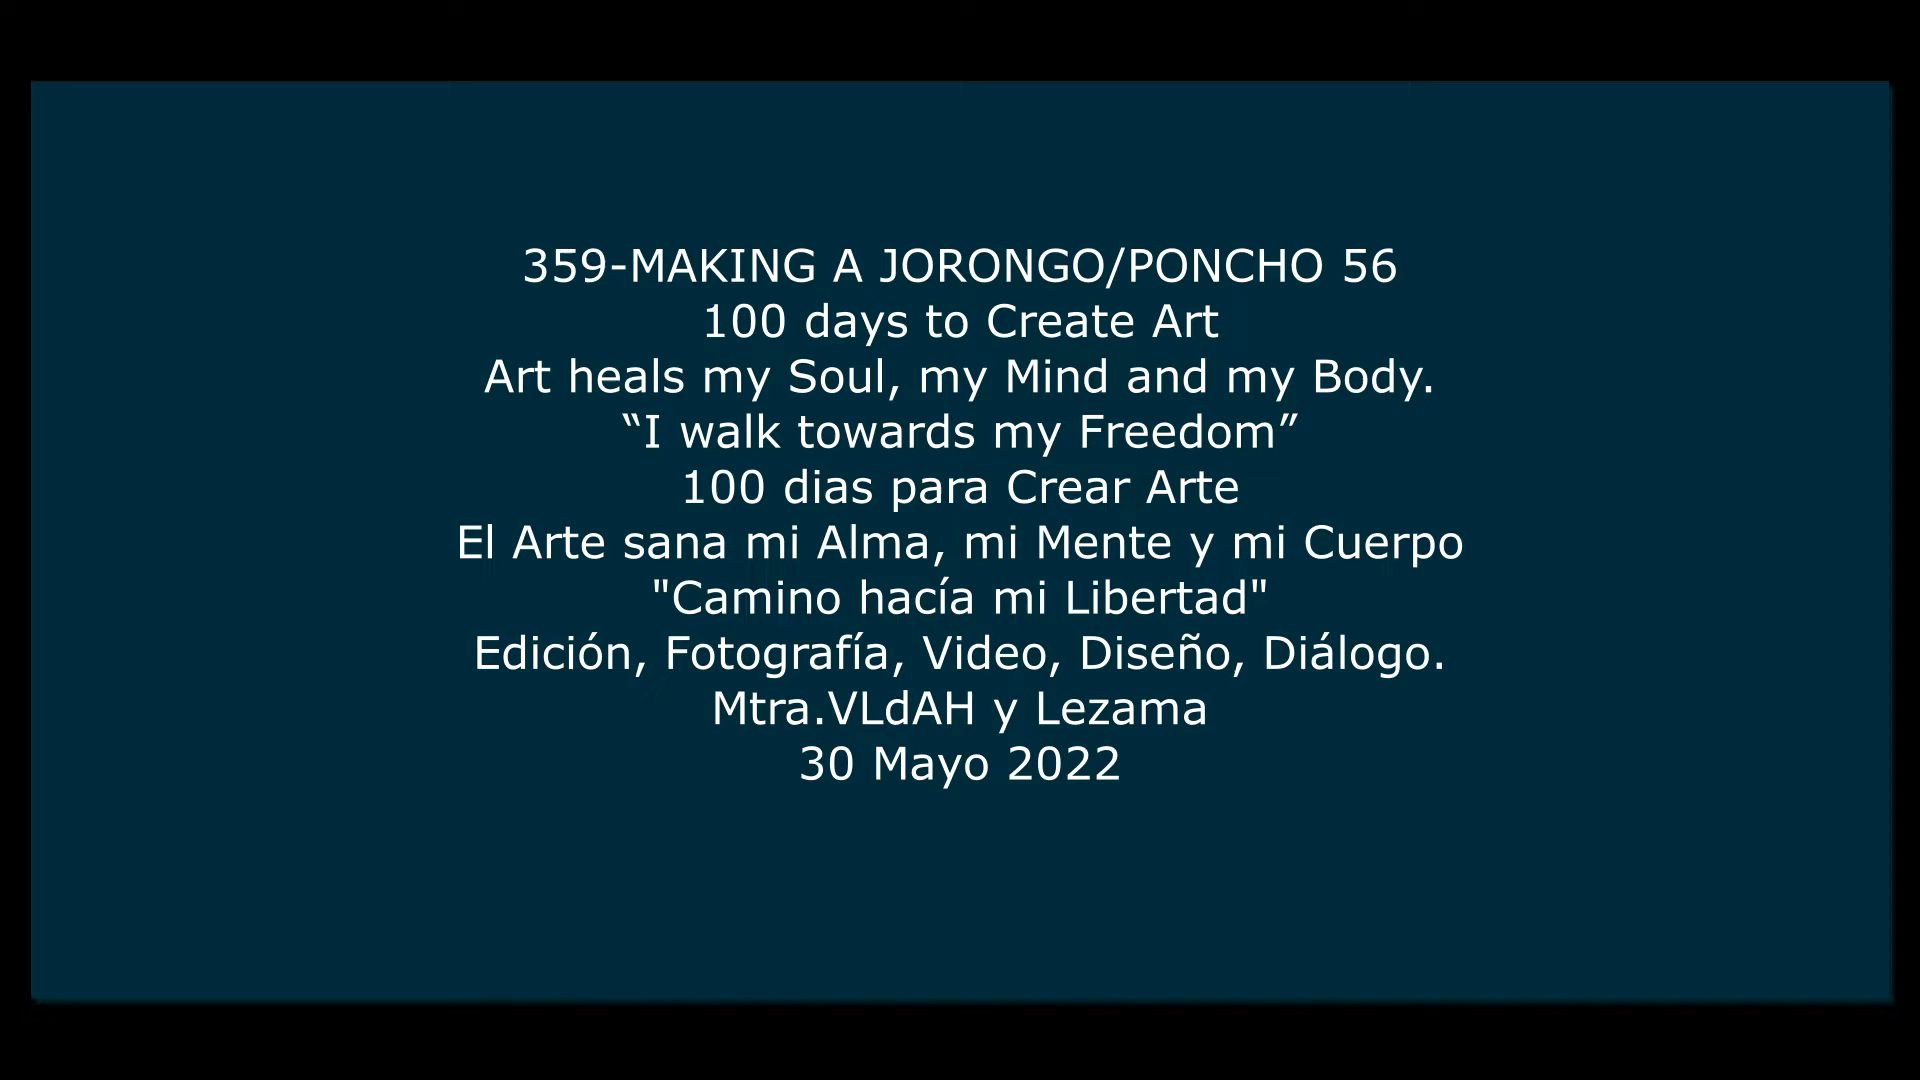 359-MAKING A JORONGO/PONCHO 56
100 days to Create Art
Art heals my Soul, my Mind and my Body.
“I walk towards my Freedom”
100 dias para Crear Arte
El Arte sana mi Alma, mi Mente y mi Cuerpo
"Camino hacía mi Libertad"
Edición, Fotografía, Video, Diseño, Diálogo.
Mtra.VLdAH y Lezama
30 Mayo 2022